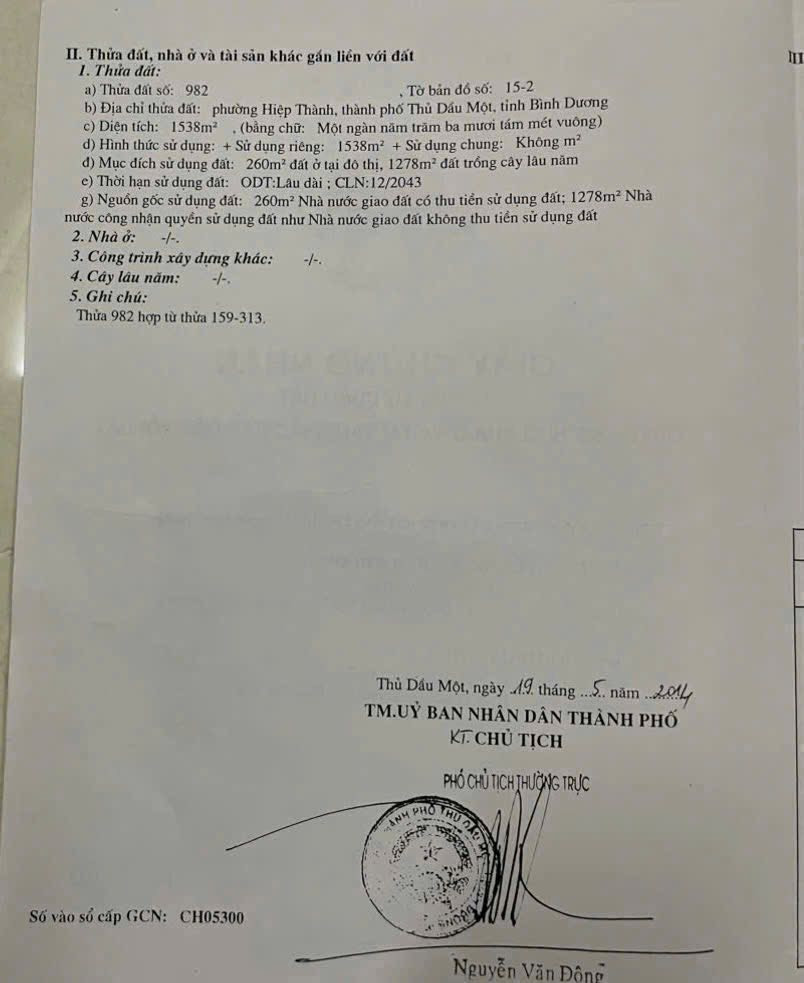 II. Thửa đất, nhà ở và tài sản khác gắn liền với đất
III
1. Thửa đất:
a) Thửa đất số: 982 , Tờ bản đồ số: 15-2
b) Địa chỉ thửa đất: phường Hiệp Thành, thành phố Thủ Dầu Một, tỉnh Bình Dương
c) Diện tích: 1538m² , (bằng chữ: Một ngàn năm trăm ba mươi tám mét vuông)
d) Hình thức sử dụng: + Sử dụng riêng: 1538m² + Sử dụng chung: Không m²
đ) Mục đích sử dụng đất: 260m² đất ở tại đô thị, 1278m² đất trồng cây lâu năm
e) Thời hạn sử dụng đất: ODT:Lâu dài ; CLN:12/2043
g) Nguồn gốc sử dụng đất: 260m² Nhà nước giao đất có thu tiền sử dụng đất; 1278m² Nhà
nước công nhận quyền sử dụng đất như Nhà nước giao đất không thu tiền sử dụng đất
2. Nhà ở: -/-.
3. Công trình xây dựng khác: -/-.
4. Cây lâu năm: -/-.
5. Ghi chú:
Thửa 982 hợp từ thửa 159-313.
Thủ Dầu Một, ngày ..19. tháng ...5.. năm ...2014
TM.UỶ BAN NHÂN DÂN THÀNH PHỐ
KT. CHỦ TỊCH
PHÓ CHỦ TỊCH THƯỜNG TRỰC
THÀNH PHỐ THỦ DẦU
Số vào sổ cấp GCN: CH05300
Nguyễn Văn Đông